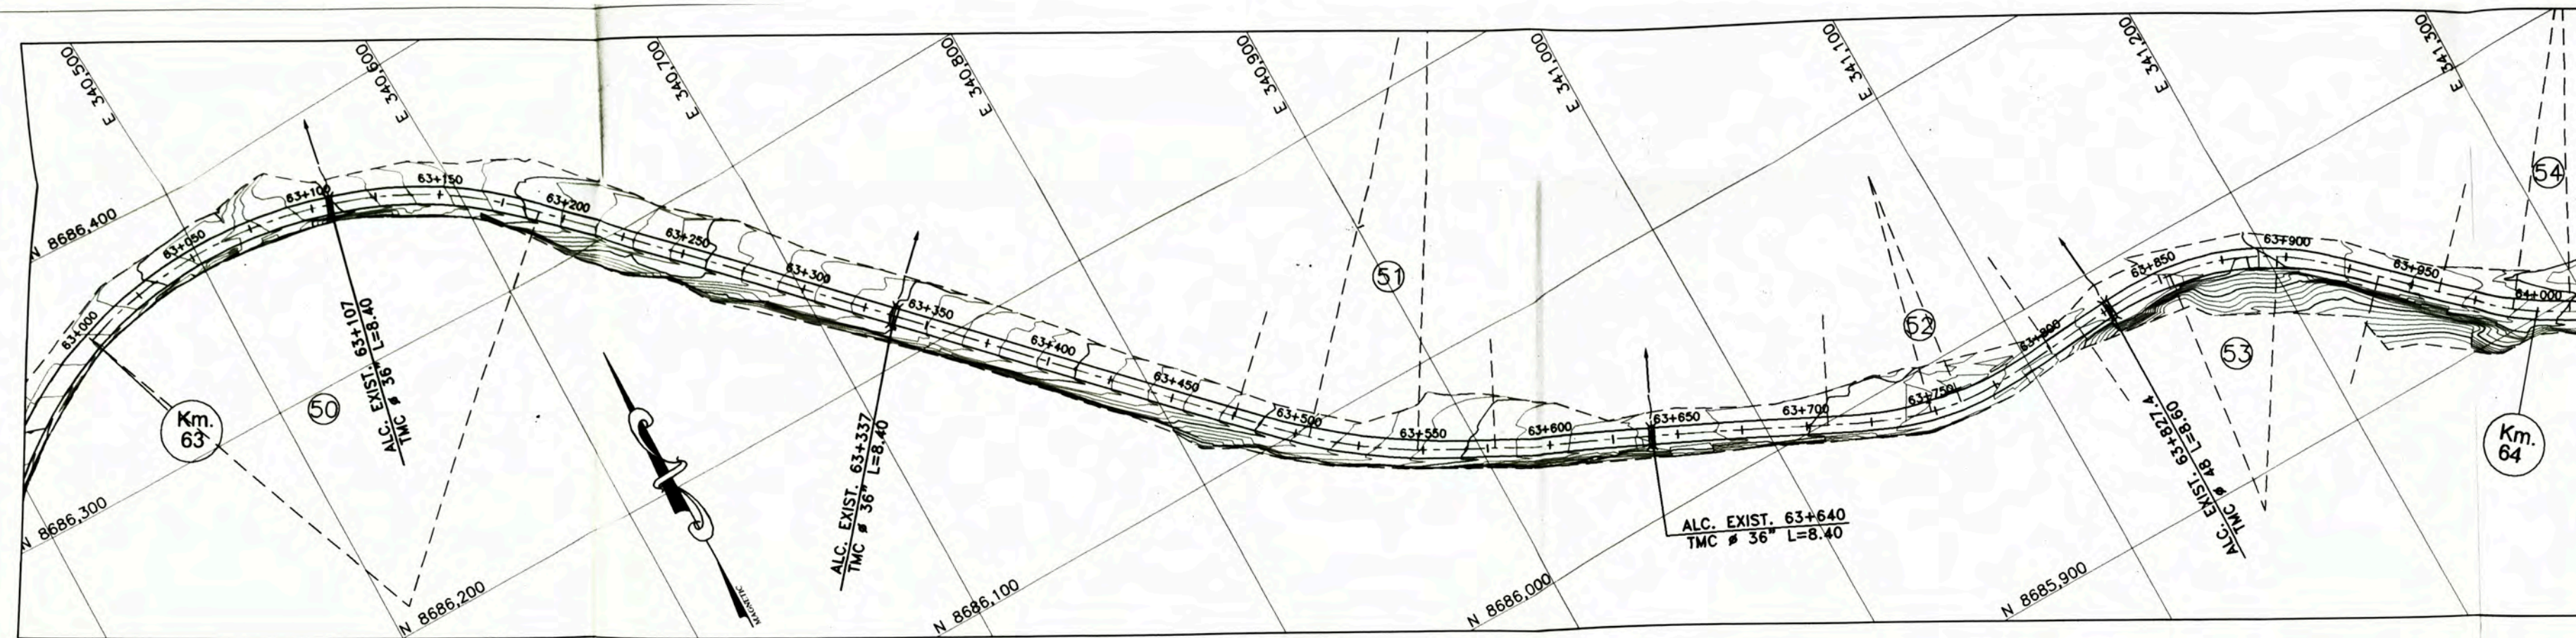 E 340,500
E 340,600
E 340,700
E 340,800
E 340,900
E 341,000
E 341,100
E 341,200
E 341,300
N 8686,400
N 8686,300
N 8686,200
N 8686,100
N 8686,000
N 8685,900
63+000
63+050
63+100
63+150
63+200
63+250
63+300
63+350
63+400
63+450
63+500
63+550
63+600
63+650
63+700
63+750
63+800
63+850
63+900
63+950
64+000
Km.
63
50
ALC. EXIST. 63+107
TMC ø 36" L=8.40
MAGNETIC
ALC. EXIST. 63+337
TMC ø 36" L=8.40
51
ALC. EXIST. 63+640
TMC ø 36" L=8.40
52
ALC. EXIST. 63+827.4
TMC ø 48 L=8.60
53
54
Km.
64